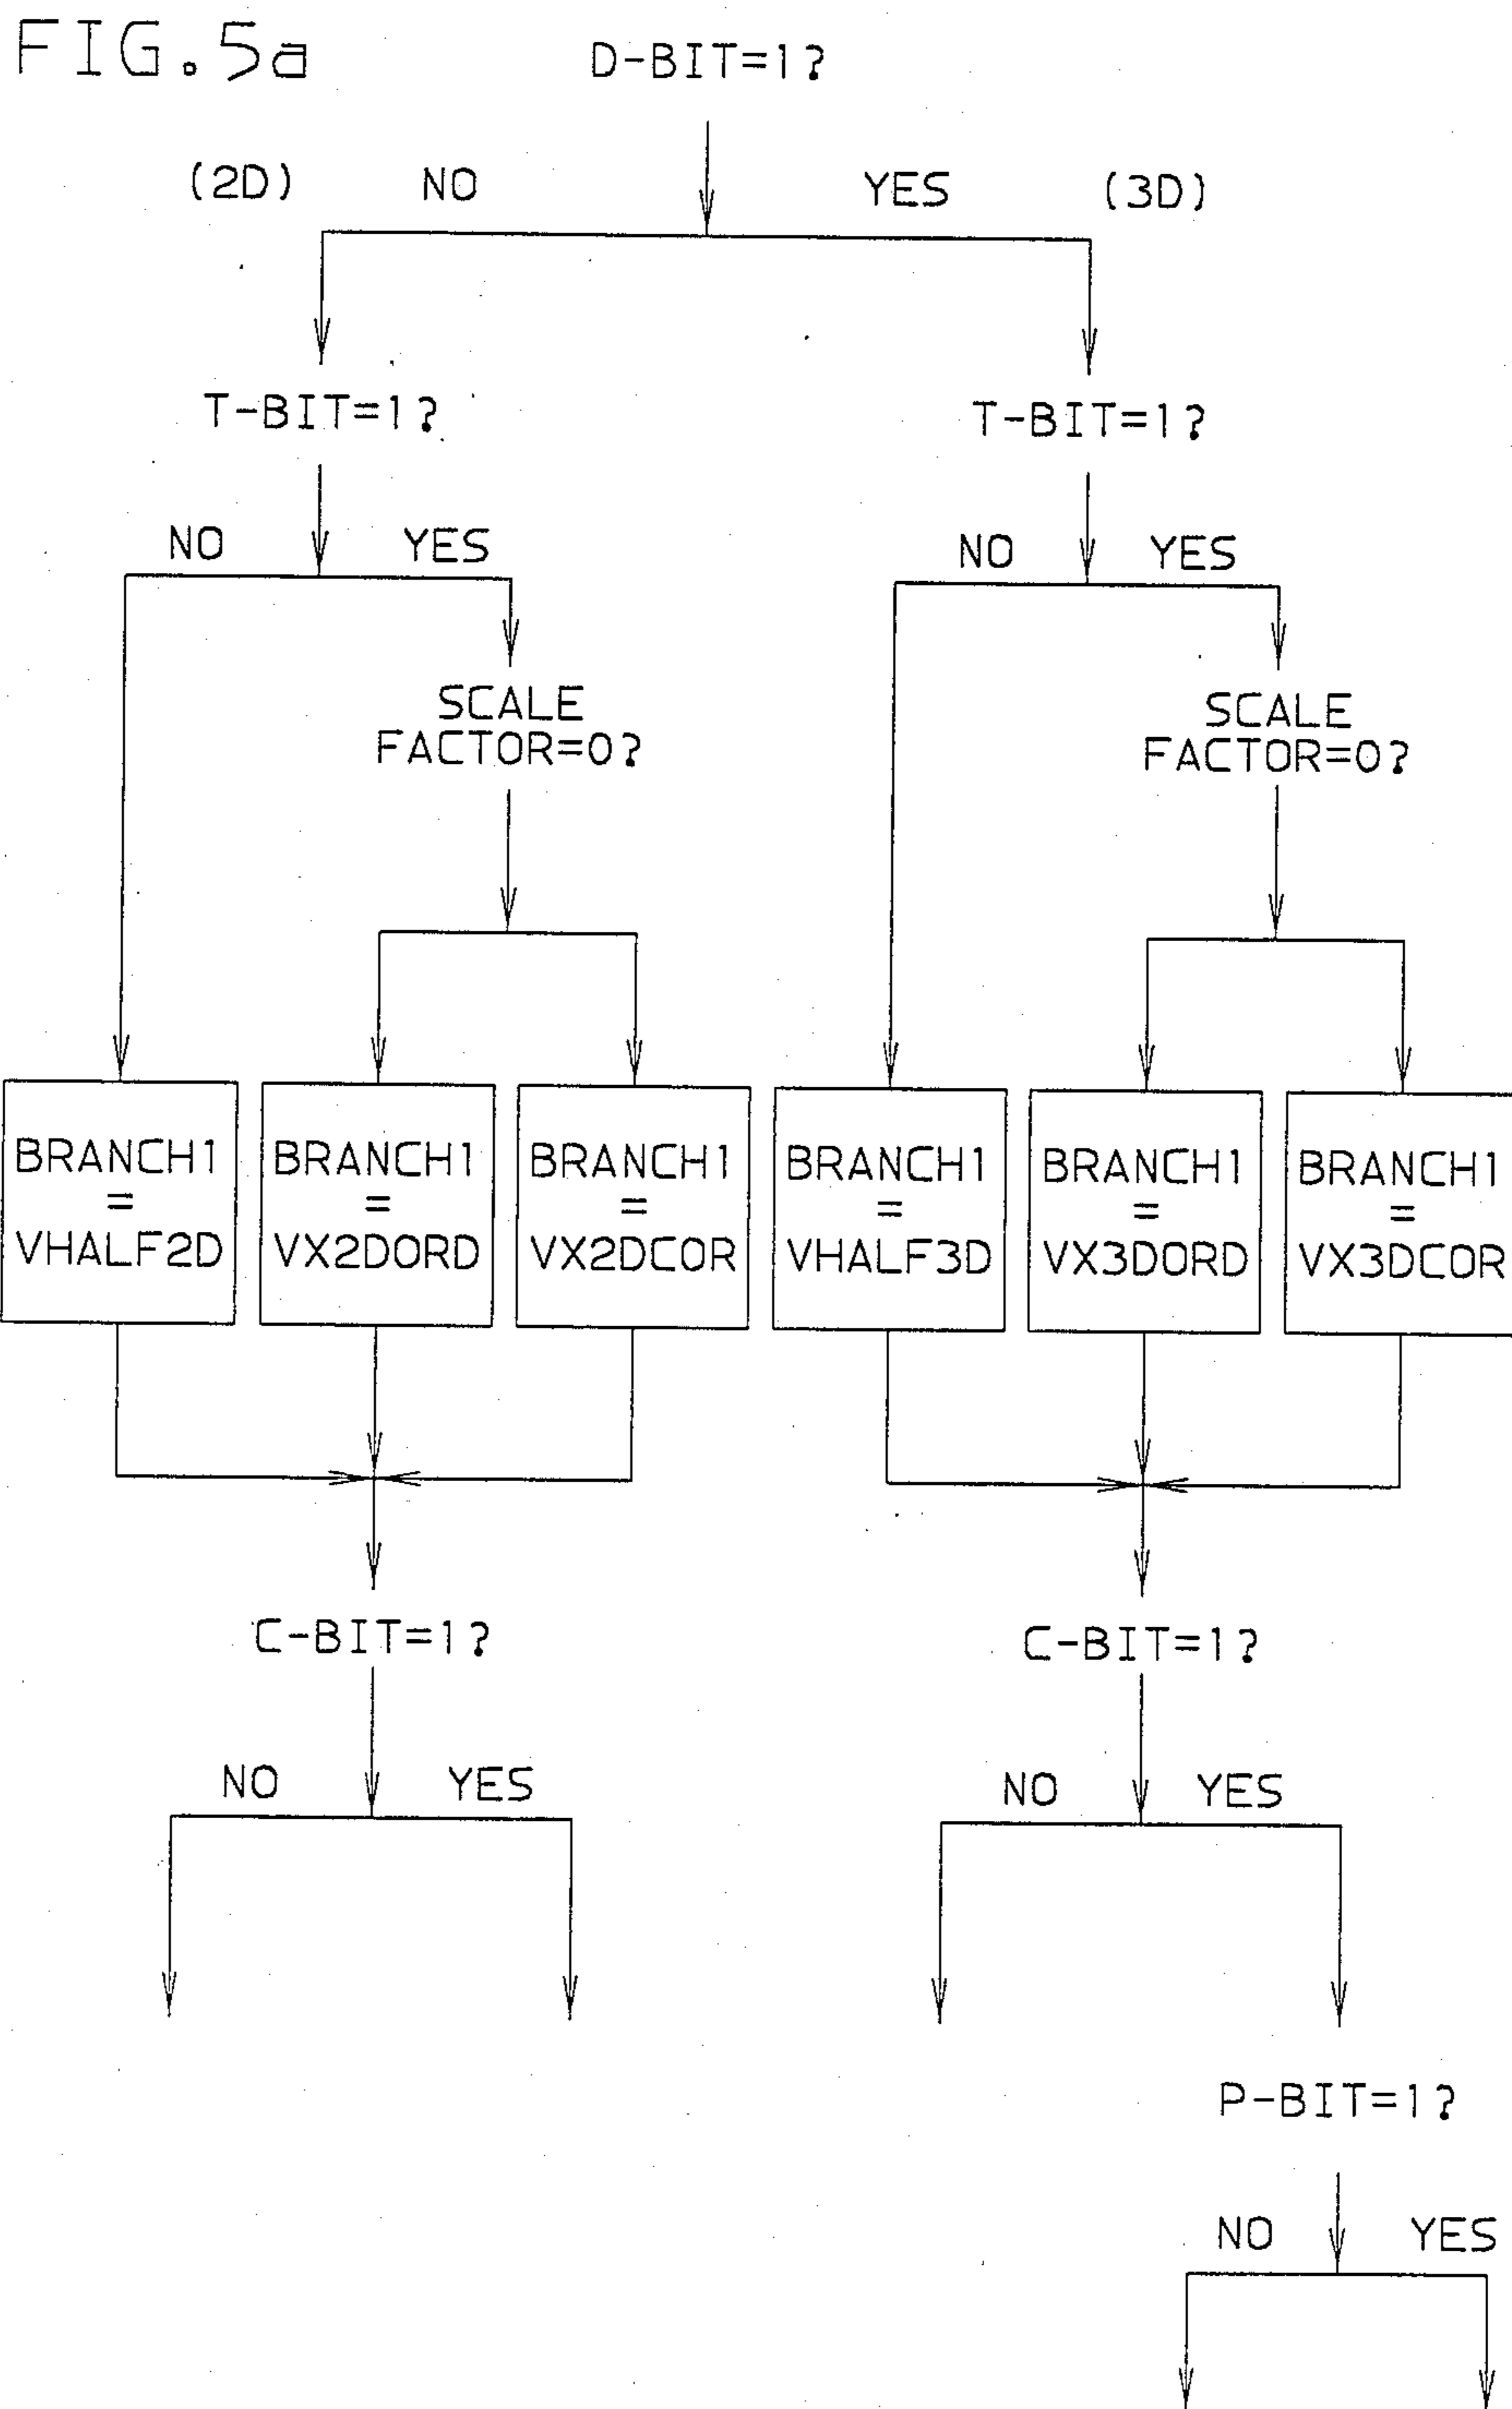 FIG. 5a
D-BIT=1?
(2D) NO YES (3D)
T-BIT=1? T-BIT=1?
NO YES NO YES
SCALE SCALE
FACTOR=0? FACTOR=0?
BRANCH1 BRANCH1 BRANCH1 BRANCH1 BRANCH1 BRANCH1
= = = = = =
VHALF2D VX2DORD VX2DCOR VHALF3D VX3DORD VX3DCOR
C-BIT=1? C-BIT=1?
NO YES NO YES
P-BIT=1?
NO YES